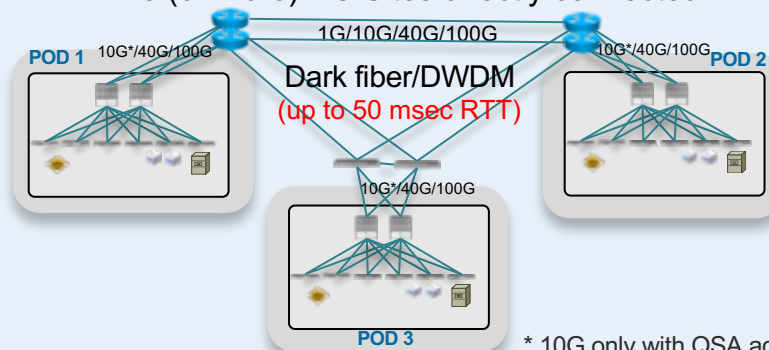 1G/10G/40G/100G
10G*/40G/100G
10G*/40G/100G
POD 1
POD 2
Dark fiber/DWDM
(up to 50 msec RTT)
10G*/40G/100G
POD 3
* 10G only with QSA